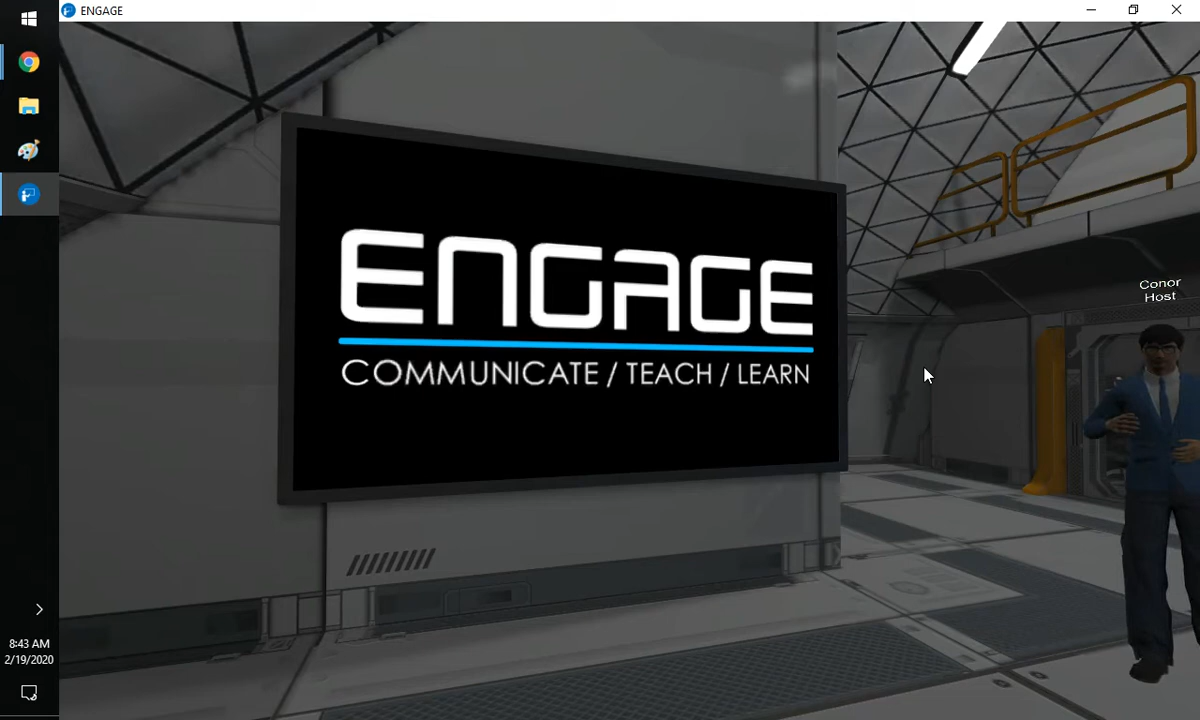 ENGAGE
ENGAGE
COMMUNICATE / TEACH / LEARN
Conor
Host
8:43 AM
2/19/2020